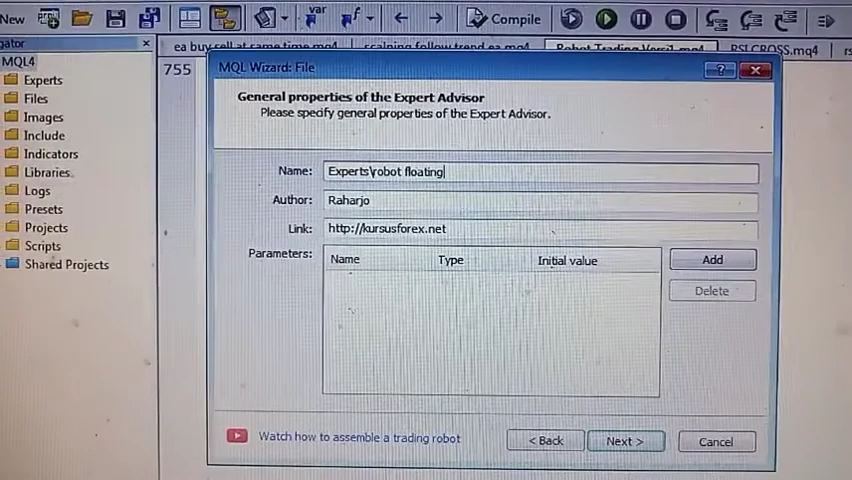 New
var
Compile
gator
ea buy sell at same time.mq4
scalping follow trend ea.mq4
Robot Trading Versi1.mq4
RSI CROSS.mq4
MQL4
755
MQL Wizard: File
Experts
Files
Images
Include
Indicators
Libraries
Logs
Presets
Projects
Scripts
Shared Projects
General properties of the Expert Advisor
Please specify general properties of the Expert Advisor.
Name: Experts\robot floating
Author: Raharjo
Link: http://kursusforex.net
Parameters: Name Type Initial value
Add
Delete
Watch how to assemble a trading robot
< Back Next > Cancel